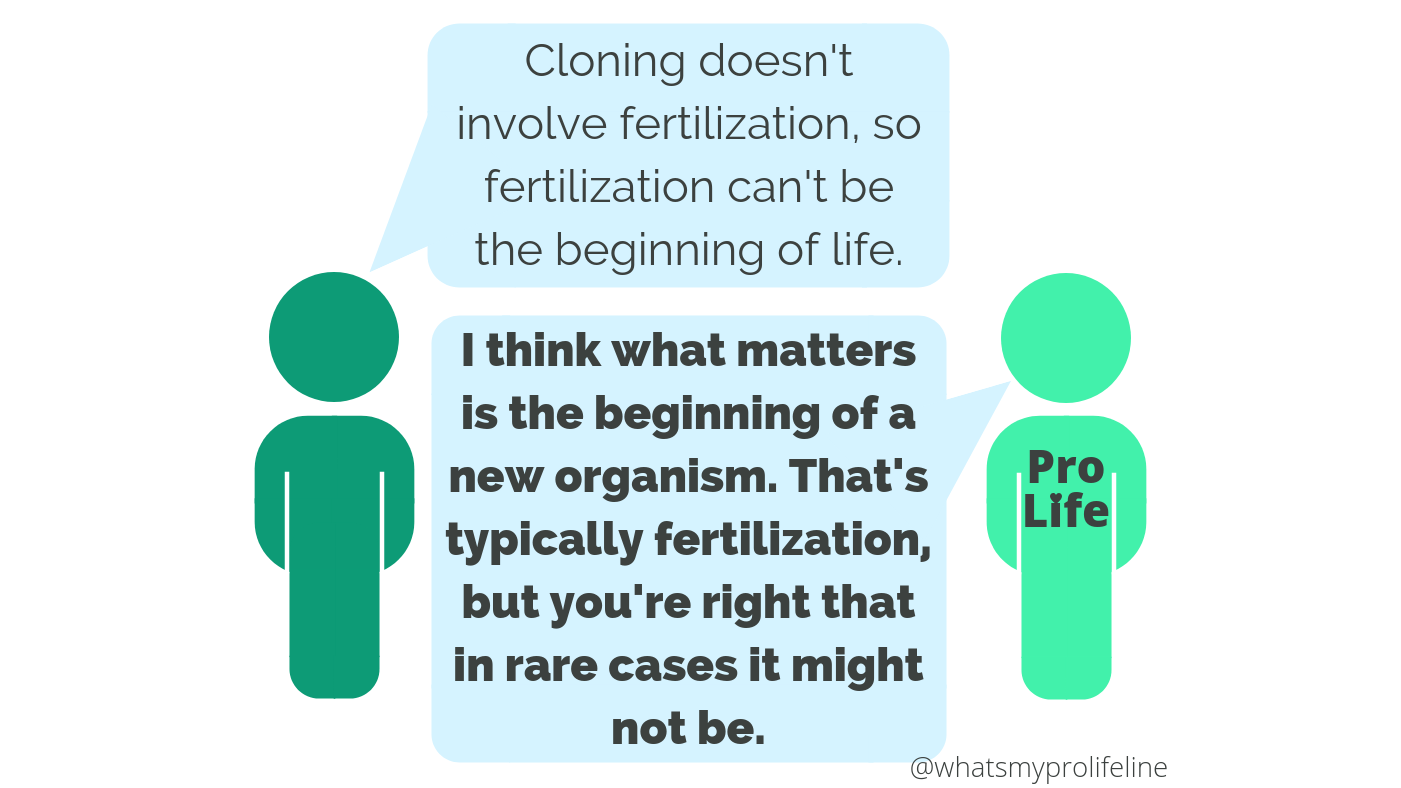 Cloning doesn't
involve fertilization, so
fertilization can't be
the beginning of life.
I think what matters
is the beginning of a
new organism. That's
typically fertilization,
but you're right that
in rare cases it might
not be.
Pro
Life
@whatsmyprolifeline